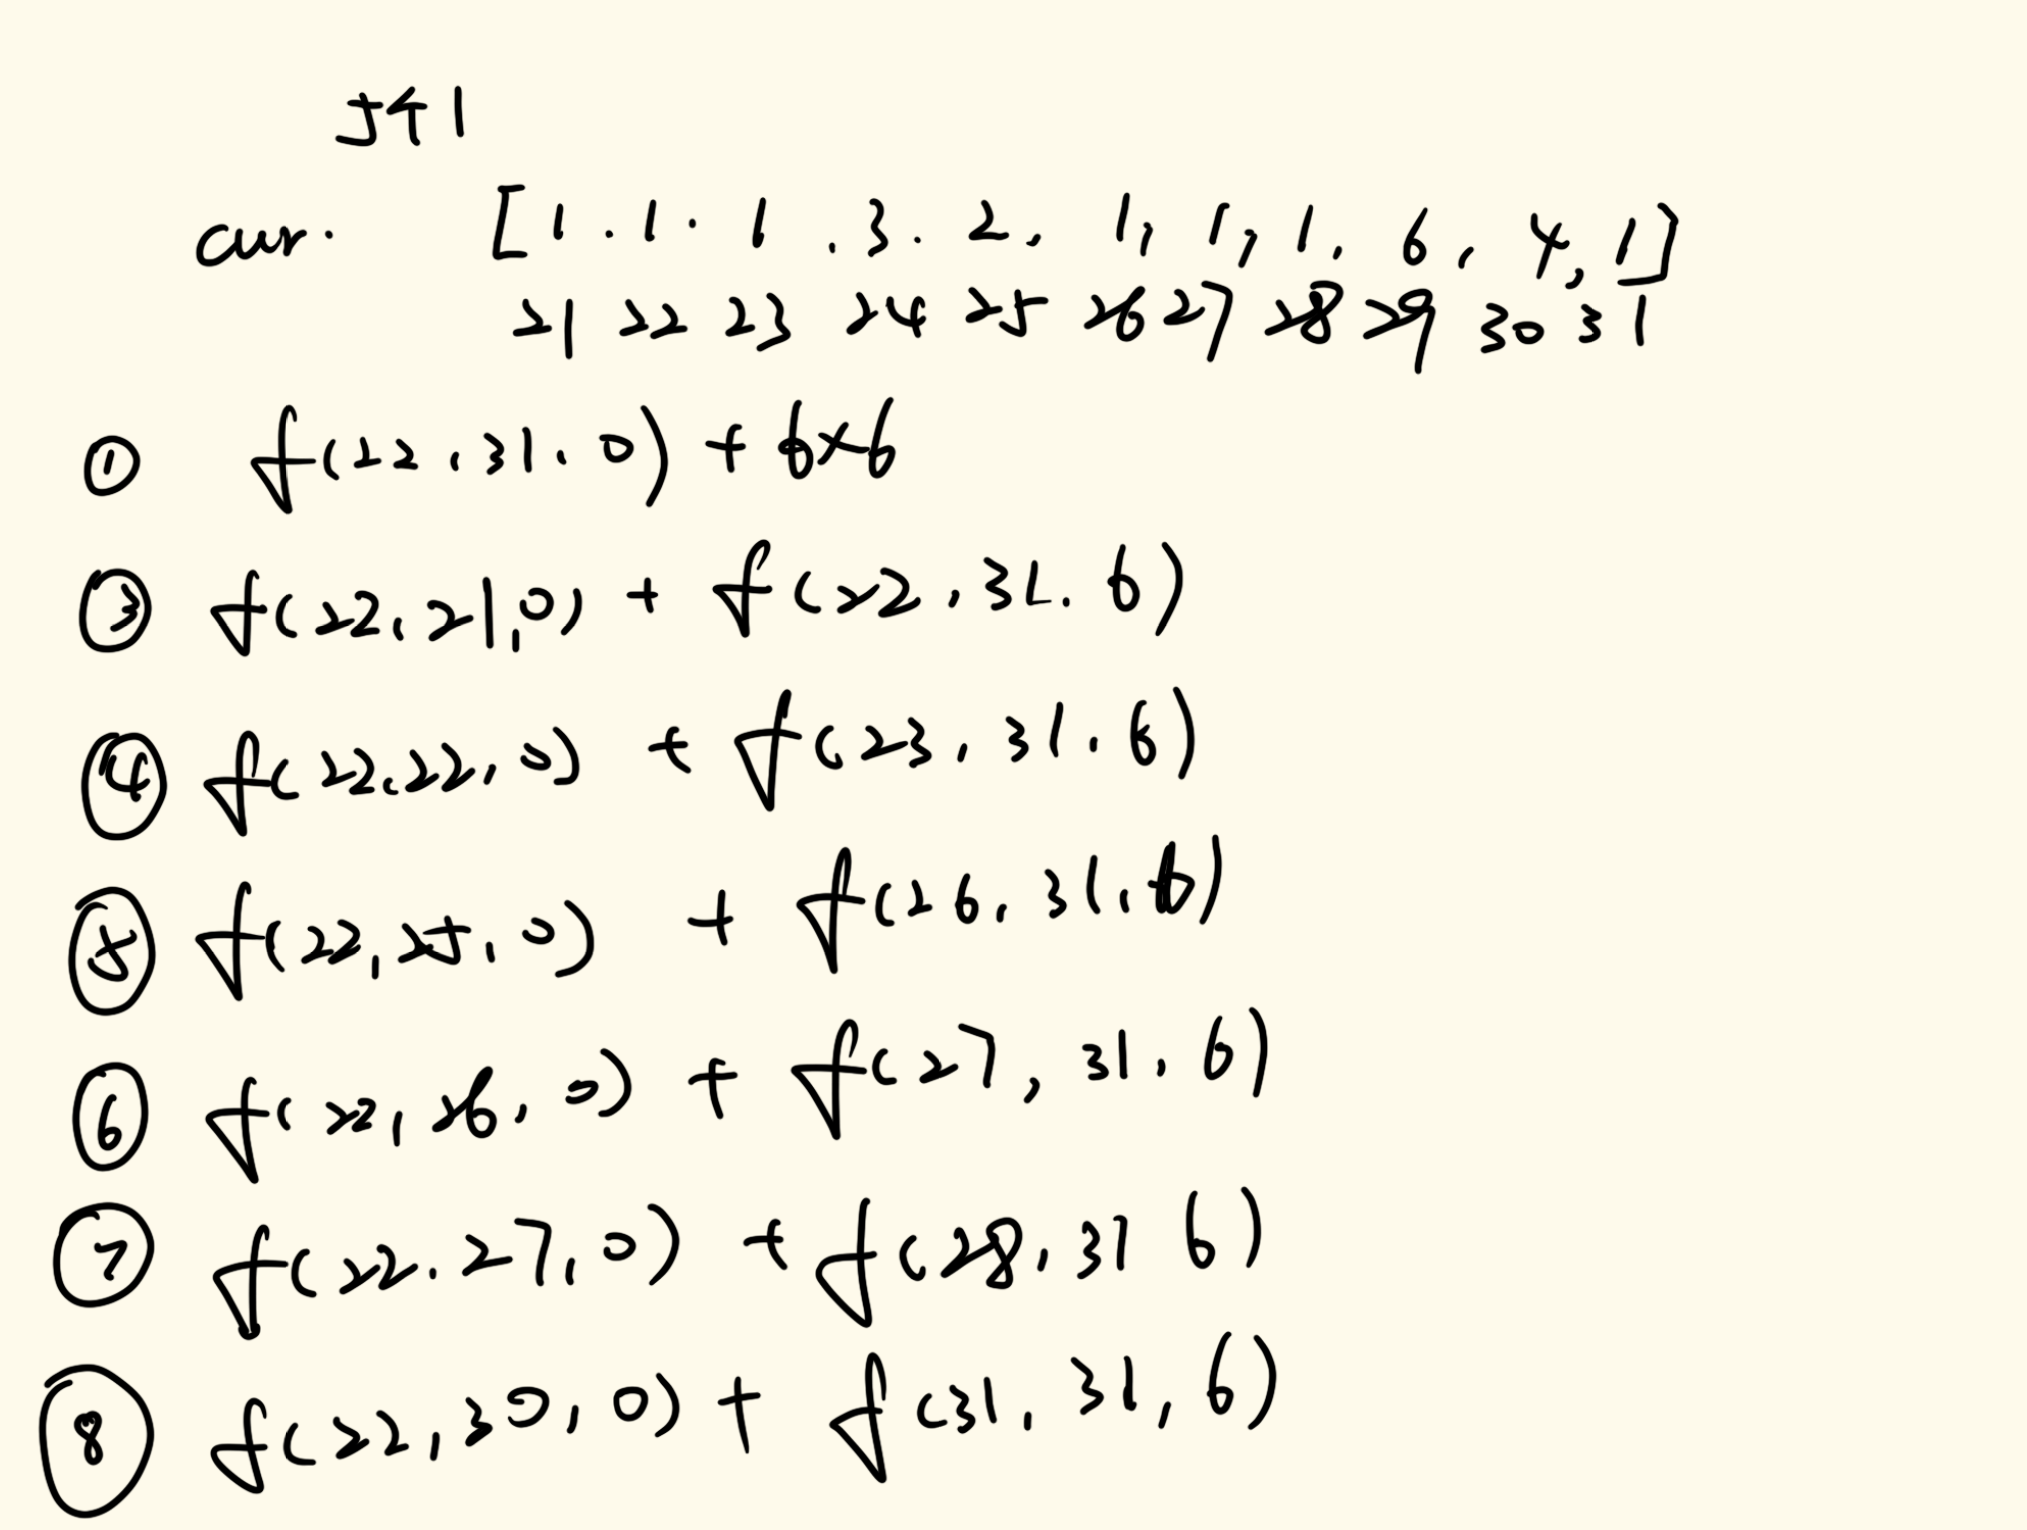 5个1
cur. [1.1.1.3.2,1,1,1,6,4,1]
21 22 23 24 25 26 27 28 29 30 31
① f(22,31.0) + 6×6
③ f(22,21,0) + f(22,31.6)
④ f(22,22,0) + f(23,31.6)
⑤ f(22,25,0) + f(26,31,6)
⑥ f(22,26,0) + f(27,31,6)
⑦ f(22.27,0) + f(28,31 6)
⑧ f(22,30,0) + f(31,31,6)